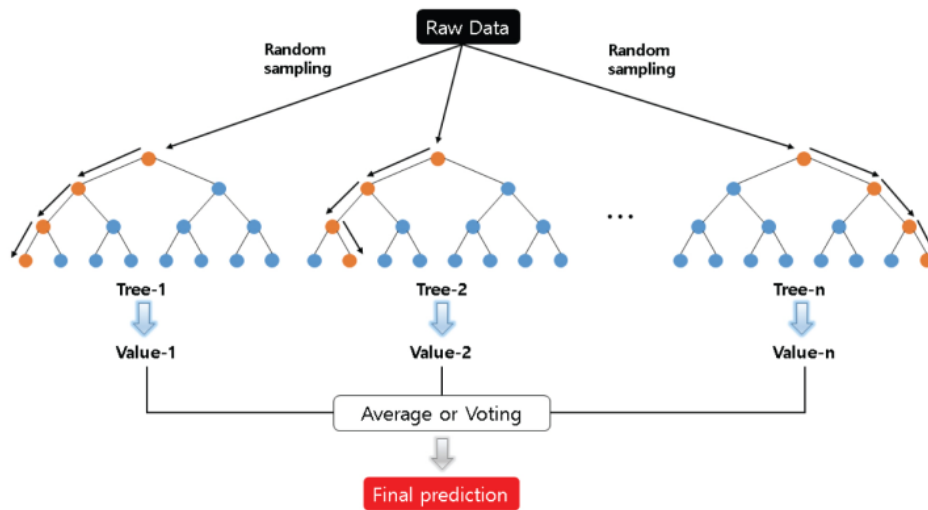 Raw Data
Random
sampling
Random
sampling
...
Tree-1
Tree-2
Tree-n
Value-1
Value-2
Value-n
Average or Voting
Final prediction